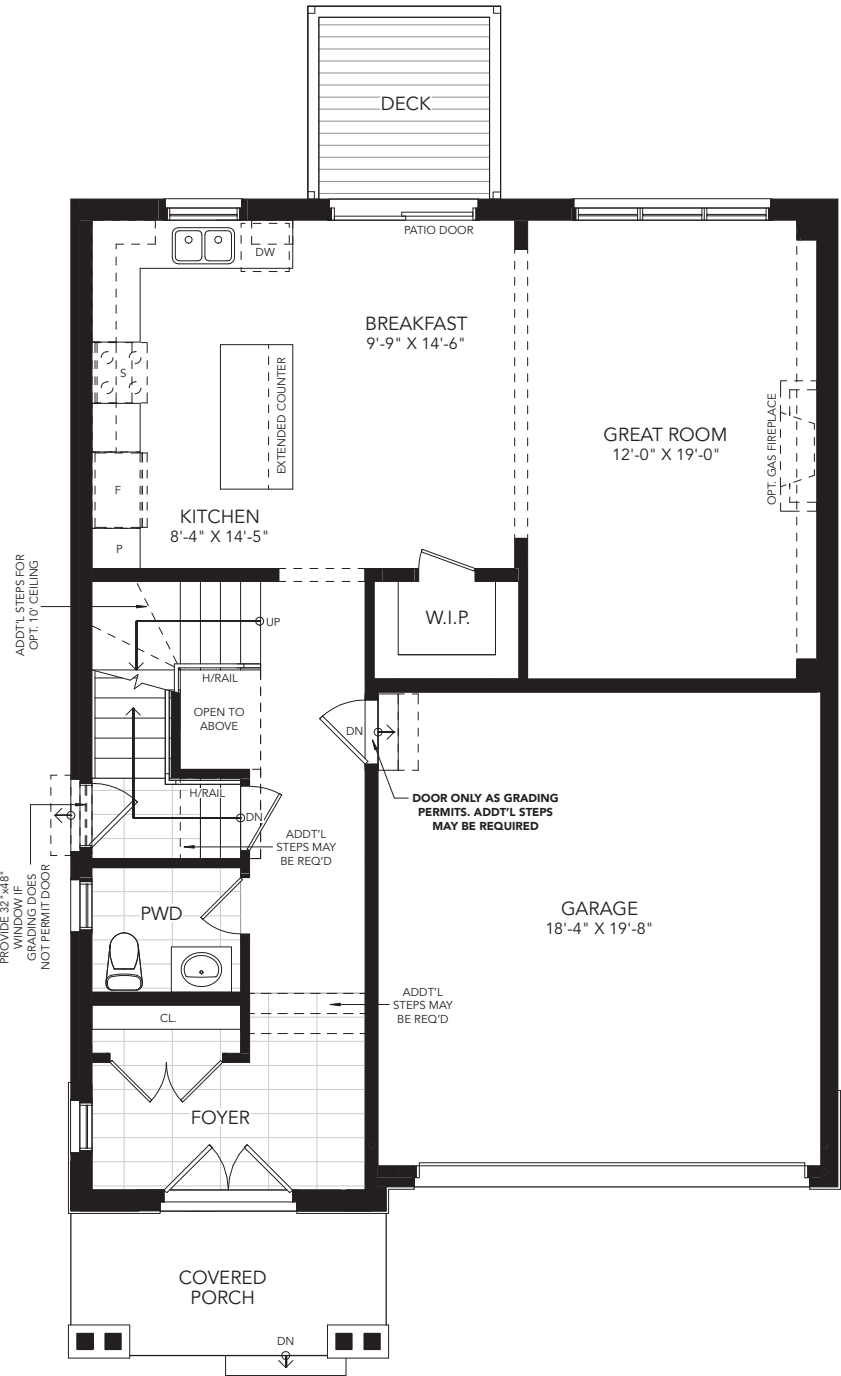 DECK
PATIO DOOR
DW
BREAKFAST
9'-9" X 14'-6"
S
EXTENDED COUNTER
OPT. GAS FIREPLACE
GREAT ROOM
12'-0" X 19'-0"
F
KITCHEN
8'-4" X 14'-5"
P
ADDT'L STEPS FOR
OPT. 10' CEILING
W.I.P.
UP
H/RAIL
OPEN TO
ABOVE
DN
H/RAIL
DN
DOOR ONLY AS GRADING
PERMITS. ADDT'L STEPS
MAY BE REQUIRED
ADDT'L
STEPS MAY
BE REQ'D
PROVIDE 32"x48"
WINDOW IF
GRADING DOES
NOT PERMIT DOOR
PWD
GARAGE
18'-4" X 19'-8"
ADDT'L
STEPS MAY
BE REQ'D
CL.
FOYER
COVERED
PORCH
DN